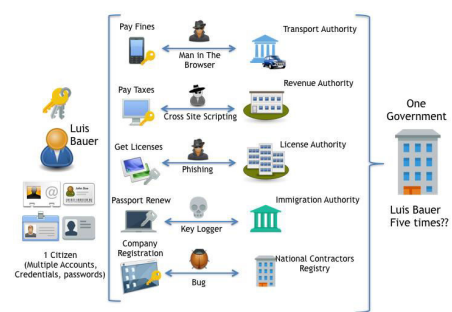 Pay Fines
Transport Authority
Man in The
Browser
Pay Taxes
Revenue Authority
Cross Site Scripting
Luis
Bauer
Get Licenses
License Authority
Phishing
One
Government
Passport Renew
Immigration Authority
Key Logger
Luis Bauer
Five times??
1 Citizen
(Multiple Accounts,
Credentials, passwords)
Company
Registration
National Contractors
Registry
Bug